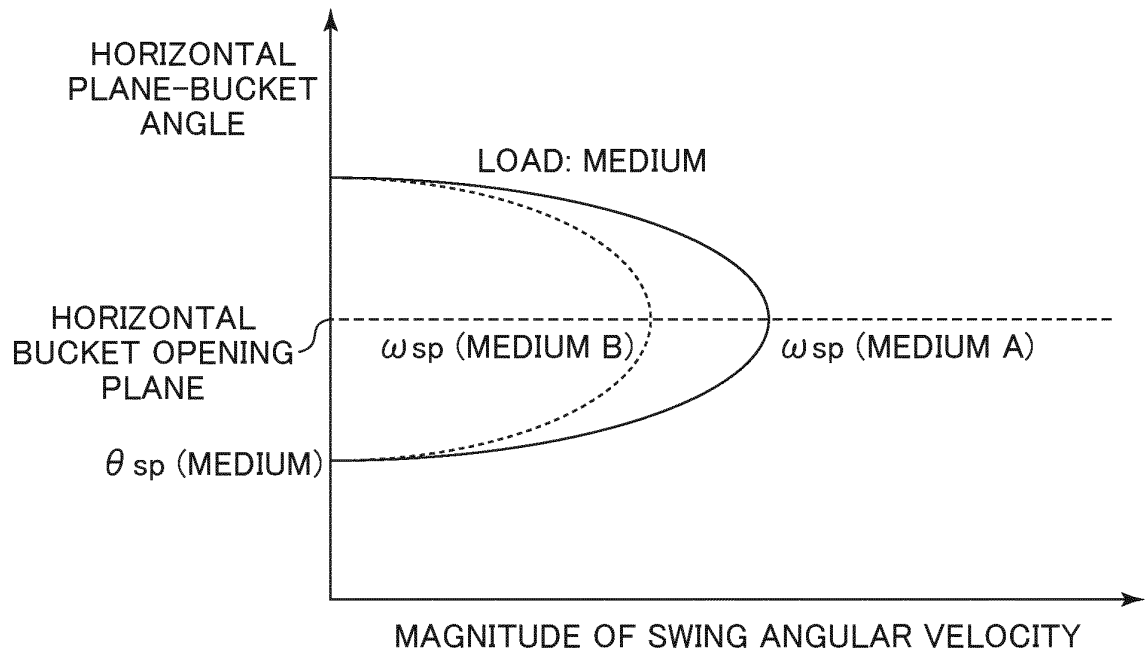 HORIZONTAL
PLANE-BUCKET
ANGLE
LOAD: MEDIUM
HORIZONTAL
BUCKET OPENING
PLANE
ωsp (MEDIUM B)
ωsp (MEDIUM A)
θsp (MEDIUM)
MAGNITUDE OF SWING ANGULAR VELOCITY